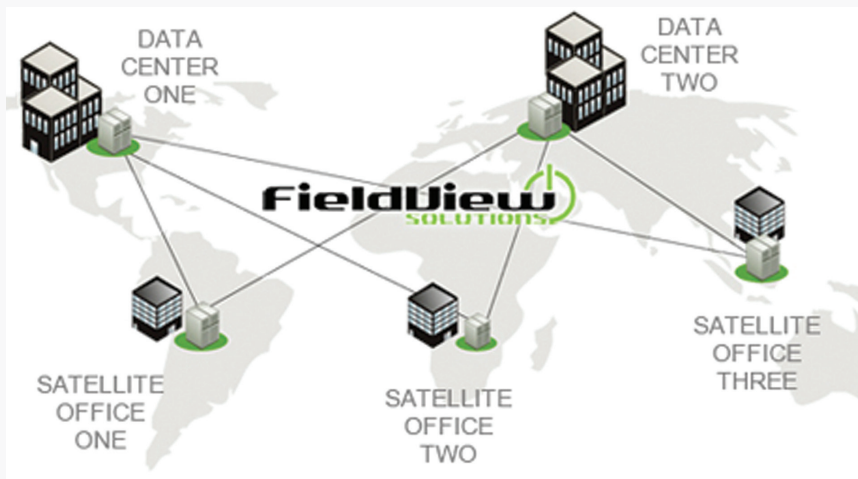 DATA
CENTER
ONE
DATA
CENTER
TWO
FieldView
SOLUTIONS
SATELLITE
OFFICE
ONE
SATELLITE
OFFICE
TWO
SATELLITE
OFFICE
THREE